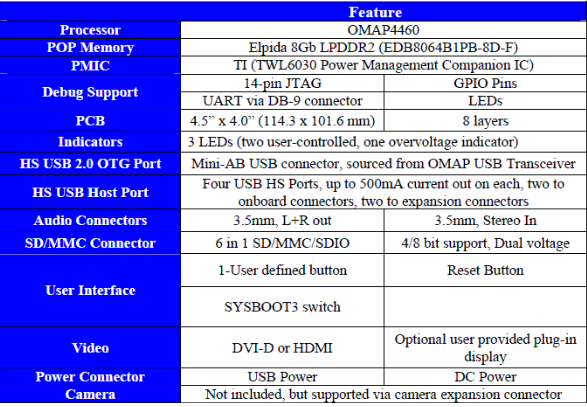 Feature
Processor OMAP4460
POP Memory Elpida 8Gb LPDDR2 (EDB8064B1PB-8D-F)
PMIC TI (TWL6030 Power Management Companion IC)
Debug Support 14-pin JTAG GPIO Pins
UART via DB-9 connector LEDs
PCB 4.5” x 4.0” (114.3 x 101.6 mm) 8 layers
Indicators 3 LEDs (two user-controlled, one overvoltage indicator)
HS USB 2.0 OTG Port Mini-AB USB connector, sourced from OMAP USB Transceiver
HS USB Host Port Four USB HS Ports, up to 500mA current out on each, two to
onboard connectors, two to expansion connectors
Audio Connectors 3.5mm, L+R out 3.5mm, Stereo In
SD/MMC Connector 6 in 1 SD/MMC/SDIO 4/8 bit support, Dual voltage
User Interface 1-User defined button Reset Button
SYSBOOT3 switch
Video DVI-D or HDMI Optional user provided plug-in
display
Power Connector USB Power DC Power
Camera Not included, but supported via camera expansion connector